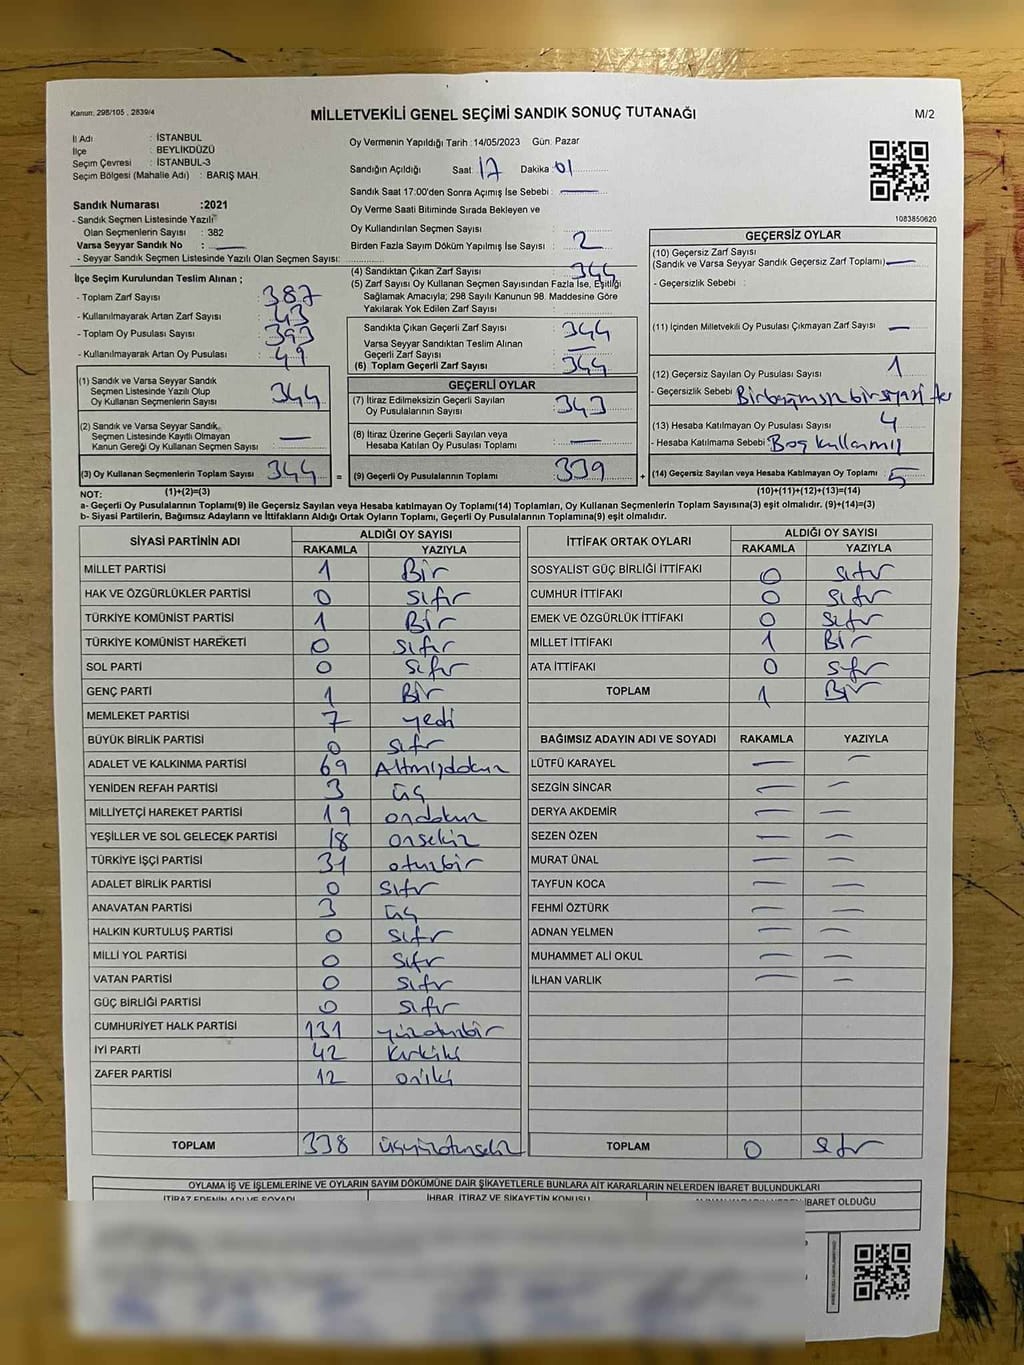 Kanun: 298/105 , 2839/4
MİLLETVEKİLİ GENEL SEÇİMİ SANDIK SONUÇ TUTANAĞI
M/2
İl Adı : İSTANBUL
İlçe : BEYLİKDÜZÜ
Seçim Çevresi : İSTANBUL-3
Seçim Bölgesi (Mahalle Adı) : BARIŞ MAH.
Sandık Numarası :2021
- Sandık Seçmen Listesinde Yazılı
Olan Seçmenlerin Sayısı : 382
Varsa Seyyar Sandık No :
- Seyyar Sandık Seçmen Listesinde Yazılı Olan Seçmen Sayısı:
Oy Vermenin Yapıldığı Tarih :14/05/2023 Gün: Pazar
Sandığın Açıldığı Saat: 17 Dakika: 01
Sandık Saat 17:00'den Sonra Açımış İse Sebebi :
Oy Verme Saati Bitiminde Sırada Bekleyen ve
Oy Kullandırılan Seçmen Sayısı :
Birden Fazla Sayım Döküm Yapılmış İse Sayısı : 2
1083850620
İlçe Seçim Kurulundan Teslim Alınan ;
- Toplam Zarf Sayısı : 387
- Kullanılmayarak Artan Zarf Sayısı : 43
- Toplam Oy Pusulası Sayısı : 393
- Kullanılmayarak Artan Oy Pusulası : 49
(1) Sandık ve Varsa Seyyar Sandık
Seçmen Listesinde Yazılı Olup
Oy Kullanan Seçmenlerin Sayısı : 344
(2) Sandık ve Varsa Seyyar Sandık,
Seçmen Listesinde Kayıtlı Olmayan
Kanun Gereği Oy Kullanan Seçmen Sayısı : —
(3) Oy Kullanan Seçmenlerin Toplam Sayısı : 344 =
(4) Sandıktan Çıkan Zarf Sayısı : 344
(5) Zarf Sayısı Oy Kullanan Seçmen Sayısından Fazla İse, Eşitliği
Sağlamak Amacıyla; 298 Sayılı Kanunun 98. Maddesine Göre
Yakılarak Yok Edilen Zarf Sayısı :
Sandıkta Çıkan Geçerli Zarf Sayısı : 344
Varsa Seyyar Sandıktan Teslim Alınan
Geçerli Zarf Sayısı : —
(6) Toplam Geçerli Zarf Sayısı : 344
GEÇERLİ OYLAR
(7) İtiraz Edilmeksizin Geçerli Sayılan
Oy Pusulalarının Sayısı : 343
(8) İtiraz Üzerine Geçerli Sayılan veya
Hesaba Katılan Oy Pusulası Toplamı : —
(9) Geçerli Oy Pusulalarının Toplamı : 339 +
GEÇERSİZ OYLAR
(10) Geçersiz Zarf Sayısı
(Sandık ve Varsa Seyyar Sandık Geçersiz Zarf Toplamı) : —
- Geçersizlik Sebebi :
(11) İçinden Milletvekili Oy Pusulası Çıkmayan Zarf Sayısı : —
(12) Geçersiz Sayılan Oy Pusulası Sayısı : 1
- Geçersizlik Sebebi : Bir bağımsız bir siyasi
(13) Hesaba Katılmayan Oy Sayısı : 4
- Hesaba Katılmama Sebebi : Boş kullanmış
(14) Geçersiz Sayılan veya Hesaba Katılmayan Oy Toplamı : 5
NOT: (1)+(2)=(3) (10)+(11)+(12)+(13)=(14)
a- Geçerli Oy Pusulalarının Toplamı(9) ile Geçersiz Sayılan veya Hesaba katılmayan Oy Toplamı(14) Toplamları, Oy Kullanan Seçmenlerin Toplam Sayısına(3) eşit olmalıdır. (9)+(14)=(3)
b- Siyasi Partilerin, Bağımsız Adayların ve İttifakların Aldığı Ortak Oyların Toplamı, Geçerli Oy Pusulalarının Toplamına(9) eşit olmalıdır.
SİYASİ PARTİNİN ADI ALDIĞI OY SAYISI
RAKAMLA YAZIYLA
MİLLET PARTİSİ 1 Bir
HAK VE ÖZGÜRLÜKLER PARTİSİ 0 sıfır
TÜRKİYE KOMÜNİST PARTİSİ 1 Bir
TÜRKİYE KOMÜNİST HAREKETİ 0 sıfır
SOL PARTİ 0 sıfır
GENÇ PARTİ 1 Bir
MEMLEKET PARTİSİ 7 yedi
BÜYÜK BİRLİK PARTİSİ 0 sıfır
ADALET VE KALKINMA PARTİSİ 69 Altmışdokuz
YENİDEN REFAH PARTİSİ 3 üç
MİLLİYETÇİ HAREKET PARTİSİ 19 ondokuz
YEŞİLLER VE SOL GELECEK PARTİSİ 18 onsekiz
TÜRKİYE İŞÇİ PARTİSİ 31 otuzbir
ADALET BİRLİK PARTİSİ 0 sıfır
ANAVATAN PARTİSİ 3 üç
HALKIN KURTULUŞ PARTİSİ 0 sıfır
MİLLİ YOL PARTİSİ 0 sıfır
VATAN PARTİSİ 0 sıfır
GÜÇ BİRLİĞİ PARTİSİ 0 sıfır
CUMHURİYET HALK PARTİSİ 131 yüzotuzbir
İYİ PARTİ 42 kırkiki
ZAFER PARTİSİ 12 oniki
TOPLAM 338 üçyüzotuzsekiz
İTTİFAK ORTAK OYLARI ALDIĞI OY SAYISI
RAKAMLA YAZIYLA
SOSYALİST GÜÇ BİRLİĞİ İTTİFAKI 0 sıfır
CUMHUR İTTİFAKI 0 sıfır
EMEK VE ÖZGÜRLÜK İTTİFAKI 0 sıfır
MİLLET İTTİFAKI 1 Bir
ATA İTTİFAKI 0 sıfır
TOPLAM 1 Bir
BAĞIMSIZ ADAYIN ADI VE SOYADI RAKAMLA YAZIYLA
LÜTFÜ KARAYEL — —
SEZGİN SİNCAR — —
DERYA AKDEMİR — —
SEZEN ÖZEN — —
MURAT ÜNAL — —
TAYFUN KOCA — —
FEHMİ ÖZTÜRK — —
ADNAN YELMEN — —
MUHAMMET ALİ OKUL — —
İLHAN VARLIK — —
TOPLAM 0 sıfır
OYLAMA İŞ VE İŞLEMLERİNE VE OYLARIN SAYIM DÖKÜMÜNE DAİR ŞİKAYETLERLE BUNLARA AİT KARARLARIN NELERDEN İBARET BULUNDUKLARI
İTİRAZ EDENİN ADI VE SOYADI İHBAR, İTİRAZ VE ŞİKAYETİN KONUSU İBARET OLDUĞU